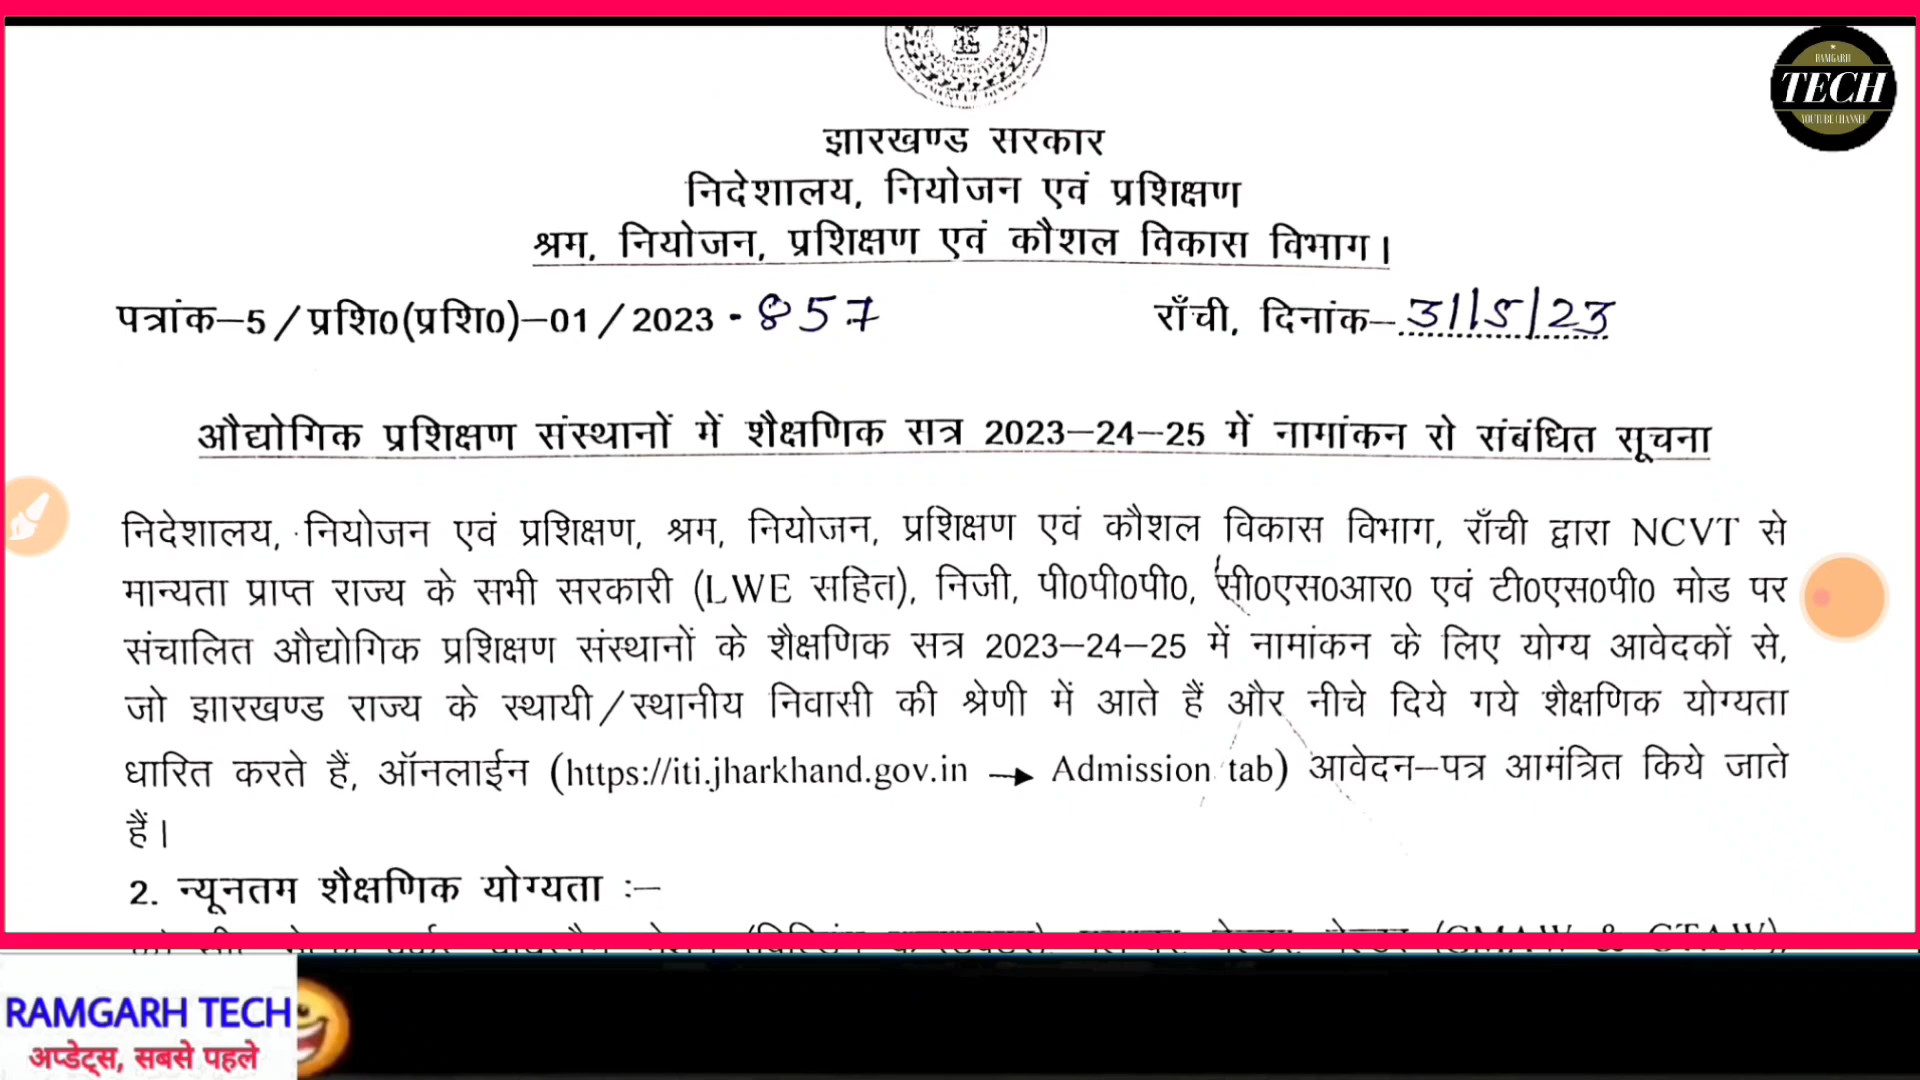 RAMGARH
TECH
YOUTUBE CHANNEL
झारखण्ड सरकार
निदेशालय, नियोजन एवं प्रशिक्षण
श्रम, नियोजन, प्रशिक्षण एवं कौशल विकास विभाग।
पत्रांक–5/प्रशि0(प्रशि0)–01/2023 - 857 राँची, दिनांक–31/5/23
औद्योगिक प्रशिक्षण संस्थानों में शैक्षणिक सत्र 2023–24–25 में नामांकन रो संबंधित सूचना
निदेशालय, नियोजन एवं प्रशिक्षण, श्रम, नियोजन, प्रशिक्षण एवं कौशल विकास विभाग, राँची द्वारा NCVT से
मान्यता प्राप्त राज्य के सभी सरकारी (LWE सहित), निजी, पी0पी0पी0, सी0एस0आर0 एवं टी0एस0पी0 मोड पर
संचालित औद्योगिक प्रशिक्षण संस्थानों के शैक्षणिक सत्र 2023–24–25 में नामांकन के लिए योग्य आवेदकों से,
जो झारखण्ड राज्य के स्थायी/स्थानीय निवासी की श्रेणी में आते हैं और नीचे दिये गये शैक्षणिक योग्यता
धारित करते हैं, ऑनलाईन (https://iti.jharkhand.gov.in → Admission tab) आवेदन–पत्र आमंत्रित किये जाते
हैं।
2. न्यूनतम शैक्षणिक योग्यता :–
RAMGARH TECH
अप्डेट्स, सबसे पहले